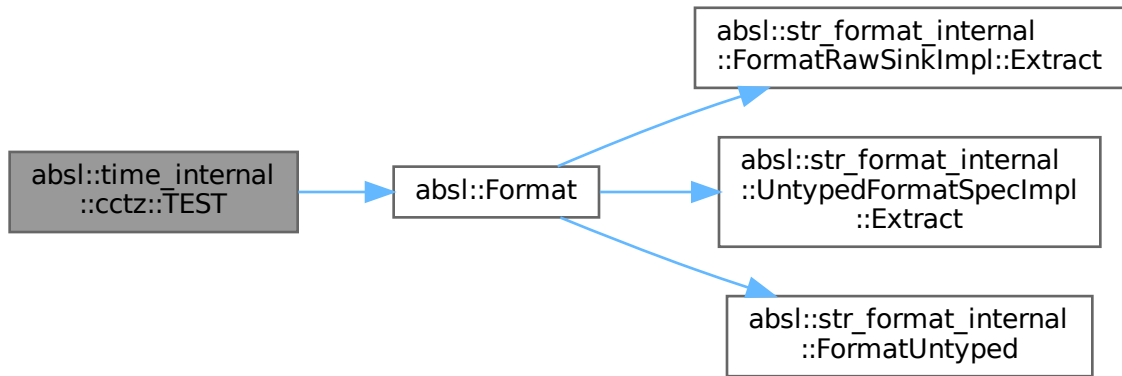 absl::time_internal
::cctz::TEST
absl::Format
absl::str_format_internal
::FormatRawSinkImpl::Extract
absl::str_format_internal
::UntypedFormatSpecImpl
::Extract
absl::str_format_internal
::FormatUntyped